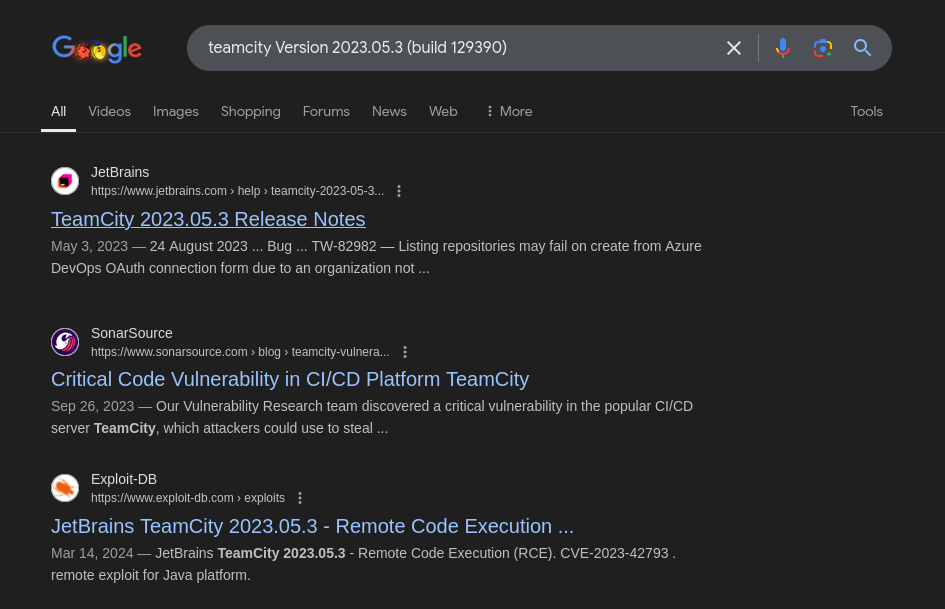 Google
teamcity Version 2023.05.3 (build 129390)
All Videos Images Shopping Forums News Web More Tools
JetBrains
https://www.jetbrains.com › help › teamcity-2023-05-3...
TeamCity 2023.05.3 Release Notes
May 3, 2023 — 24 August 2023 ... Bug ... TW-82982 — Listing repositories may fail on create from Azure
DevOps OAuth connection form due to an organization not ...
SonarSource
https://www.sonarsource.com › blog › teamcity-vulnera...
Critical Code Vulnerability in CI/CD Platform TeamCity
Sep 26, 2023 — Our Vulnerability Research team discovered a critical vulnerability in the popular CI/CD
server TeamCity, which attackers could use to steal ...
Exploit-DB
https://www.exploit-db.com › exploits
JetBrains TeamCity 2023.05.3 - Remote Code Execution ...
Mar 14, 2024 — JetBrains TeamCity 2023.05.3 - Remote Code Execution (RCE). CVE-2023-42793 .
remote exploit for Java platform.